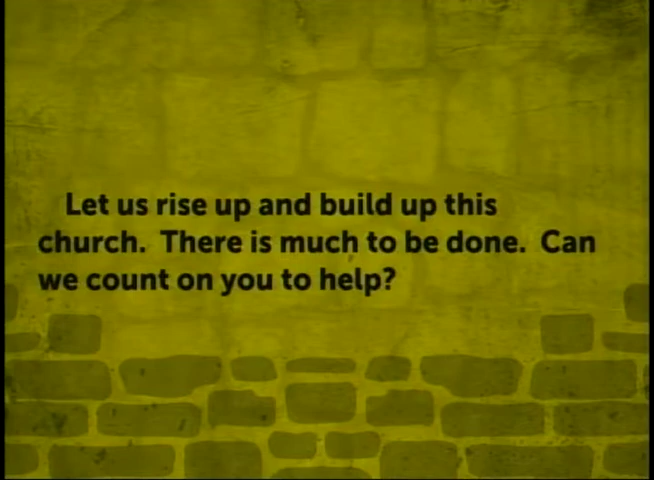 Let us rise up and build up this
church.  There is much to be done.  Can
we count on you to help?